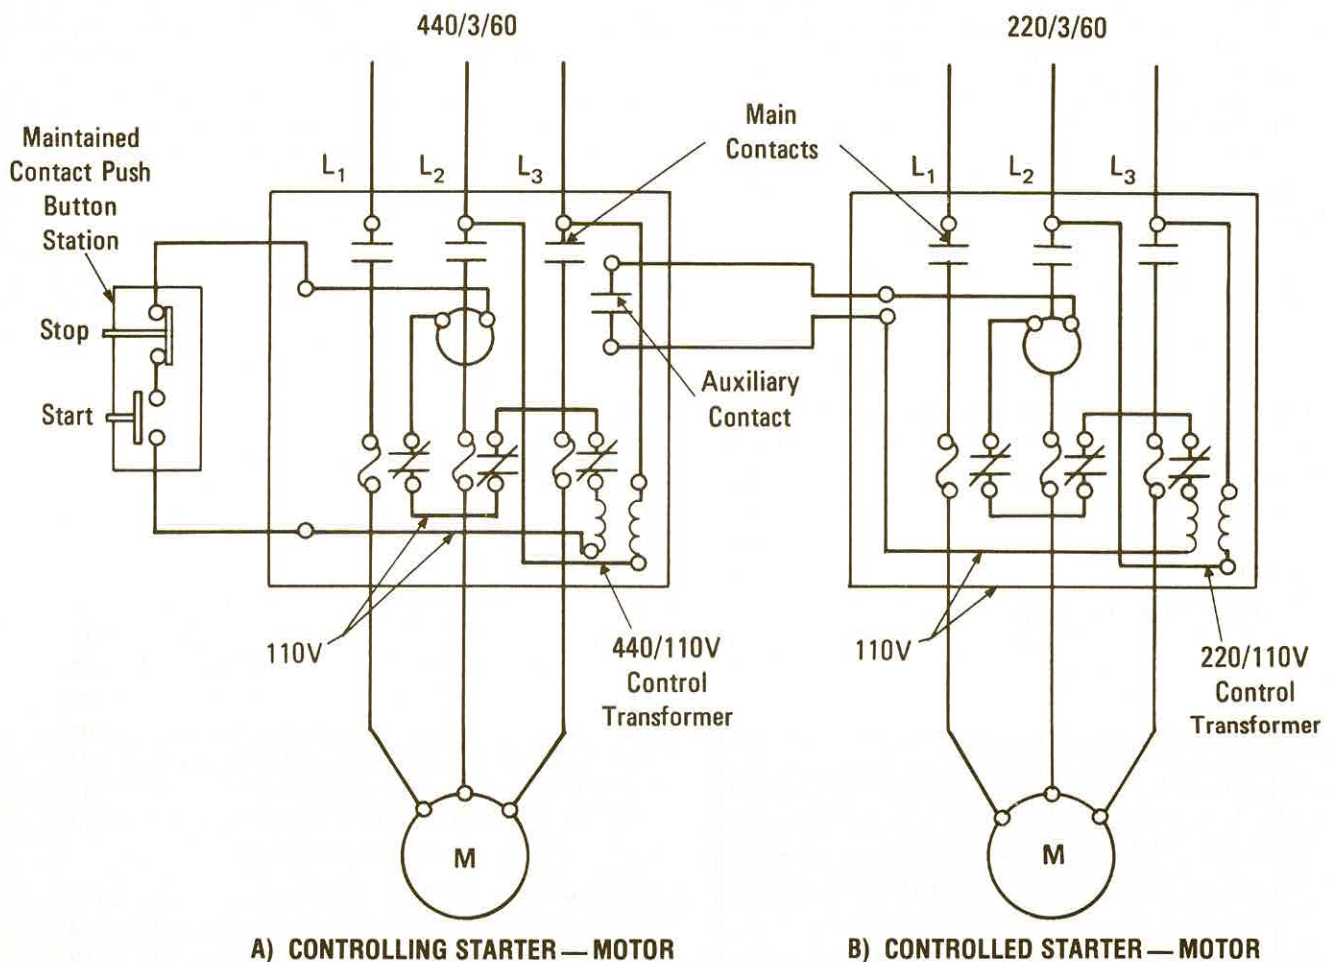 440/3/60
220/3/60
Maintained
Contact Push
Button
Station
Main
Contacts
L₁
L₂
L₃
L₁
L₂
L₃
Stop
Start
Auxiliary
Contact
110V
440/110V
Control
Transformer
110V
220/110V
Control
Transformer
M
M
A) CONTROLLING STARTER — MOTOR
B) CONTROLLED STARTER — MOTOR